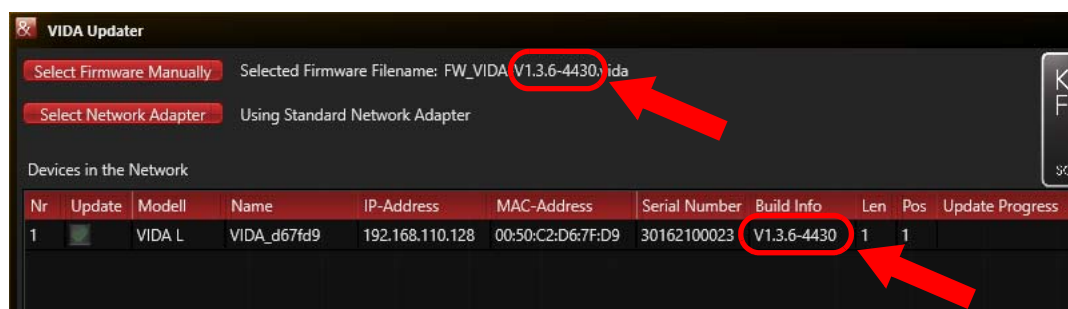 VIDA Updater
Select Firmware Manually Selected Firmware Filename: FW_VIDA_V1.3.6-4430.vida
Select Network Adapter Using Standard Network Adapter
Devices in the Network
Nr Update Modell Name IP-Address MAC-Address Serial Number Build Info Len Pos Update Progress
1 VIDA L VIDA_d67fd9 192.168.110.128 00:50:C2:D6:7F:D9 30162100023 V1.3.6-4430 1 1